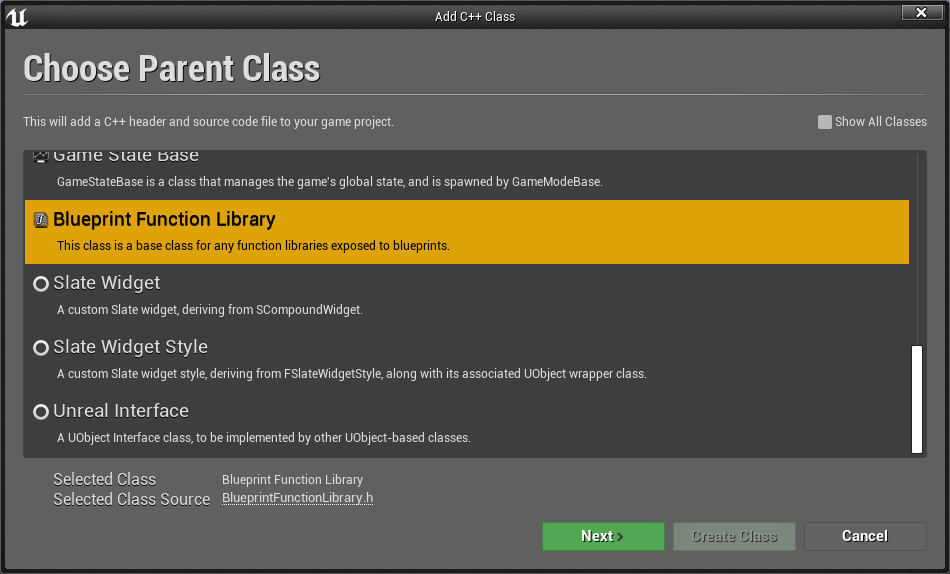 Add C++ Class
Choose Parent Class
This will add a C++ header and source code file to your game project.
Show All Classes
Game State Base
GameStateBase is a class that manages the game's global state, and is spawned by GameModeBase.
Blueprint Function Library
This class is a base class for any function libraries exposed to blueprints.
Slate Widget
A custom Slate widget, deriving from SCompoundWidget.
Slate Widget Style
A custom Slate widget style, deriving from FSlateWidgetStyle, along with its associated UObject wrapper class.
Unreal Interface
A UObject Interface class, to be implemented by other UObject-based classes.
Selected Class Blueprint Function Library
Selected Class Source BlueprintFunctionLibrary.h
Next > Create Class Cancel